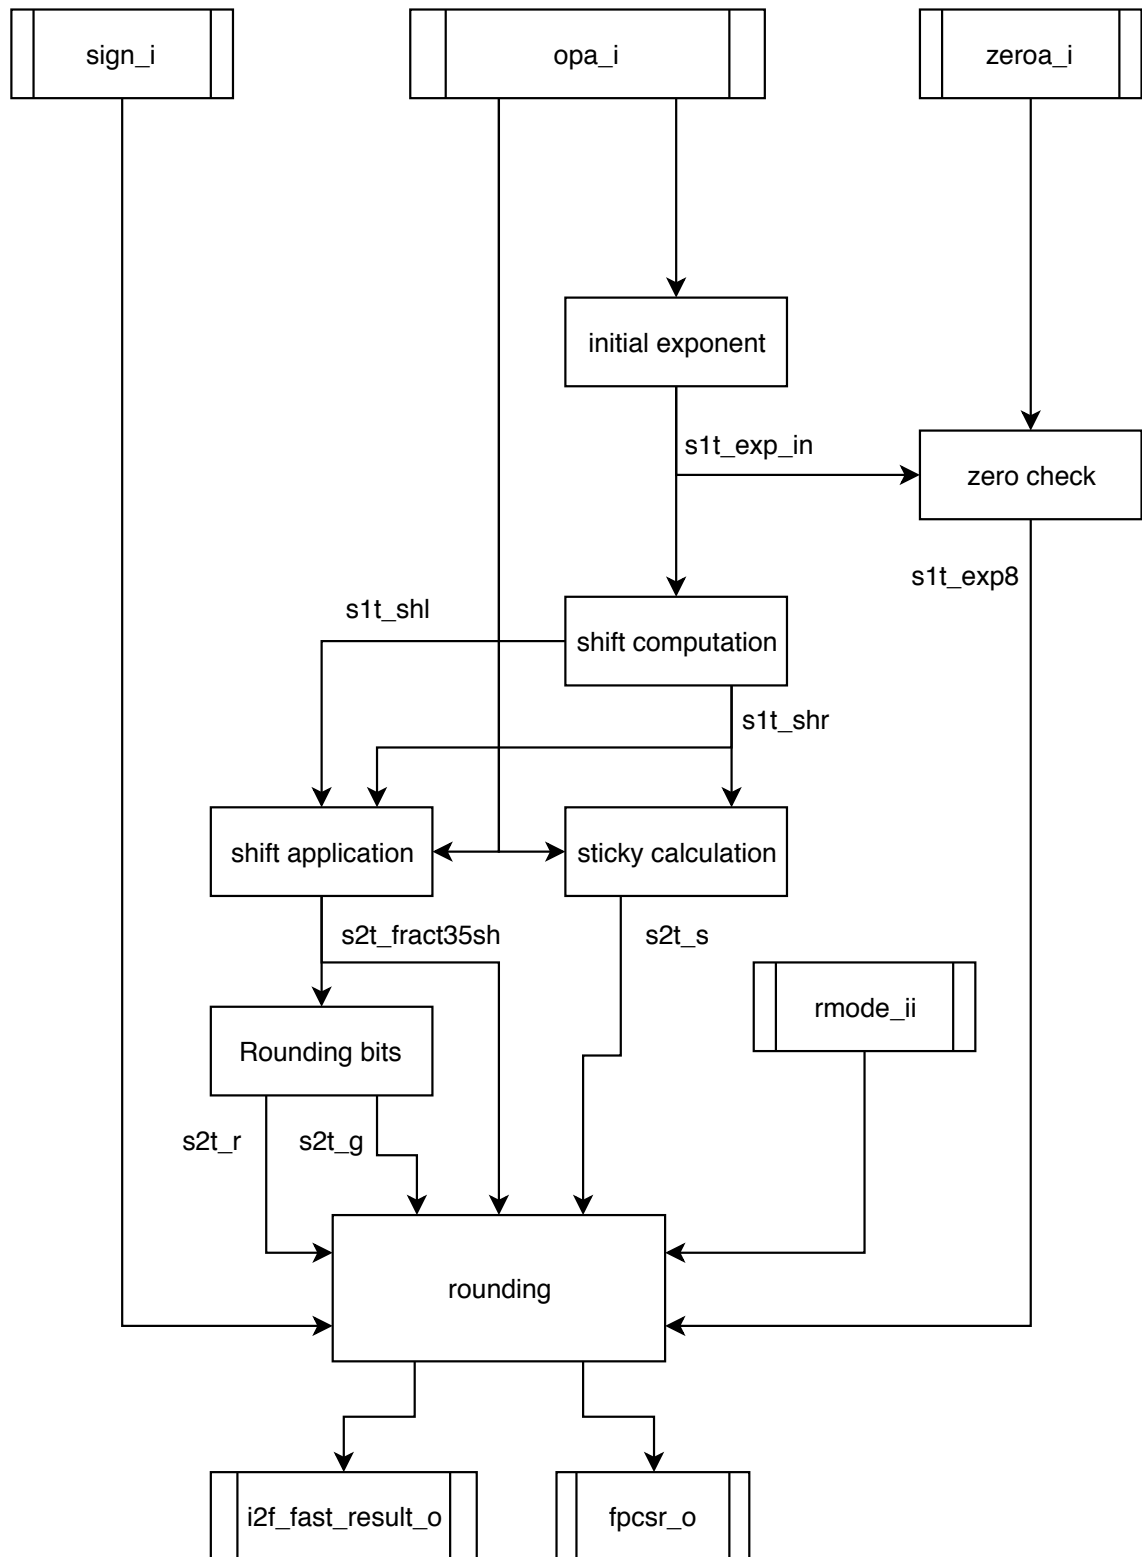 sign_i
opa_i
zeroa_i
initial exponent
s1t_exp_in
zero check
s1t_exp8
s1t_shl
shift computation
s1t_shr
shift application
sticky calculation
s2t_fract35sh
s2t_s
rmode_ii
Rounding bits
s2t_r
s2t_g
rounding
i2f_fast_result_o
fpcsr_o